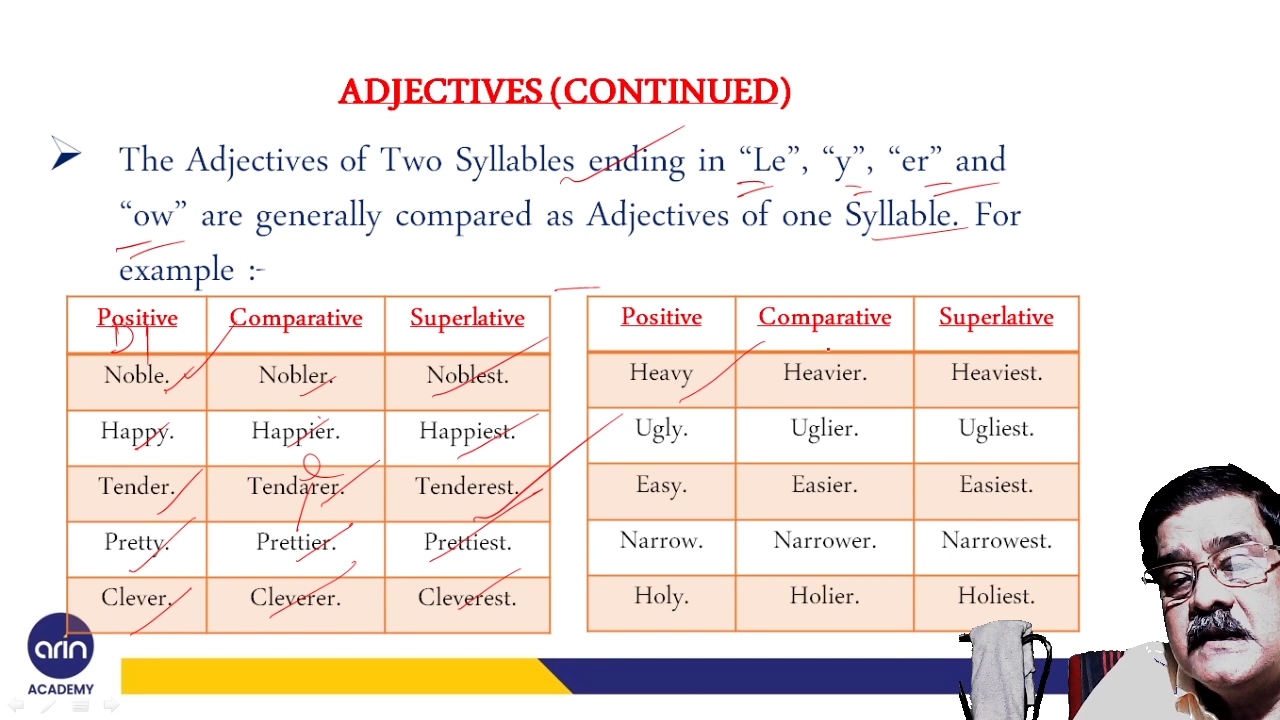 ADJECTIVES (CONTINUED)
The Adjectives of Two Syllables ending in “Le”, “y”, “er” and
“ow” are generally compared as Adjectives of one Syllable. For
example :-
Positive Comparative Superlative
Noble. Nobler. Noblest.
Happy. Happier. Happiest.
Tender. Tendarer. Tenderest.
Pretty. Prettier. Prettiest.
Clever. Cleverer. Cleverest.
Positive Comparative Superlative
Heavy Heavier. Heaviest.
Ugly. Uglier. Ugliest.
Easy. Easier. Easiest.
Narrow. Narrower. Narrowest.
Holy. Holier. Holiest.
arin
ACADEMY